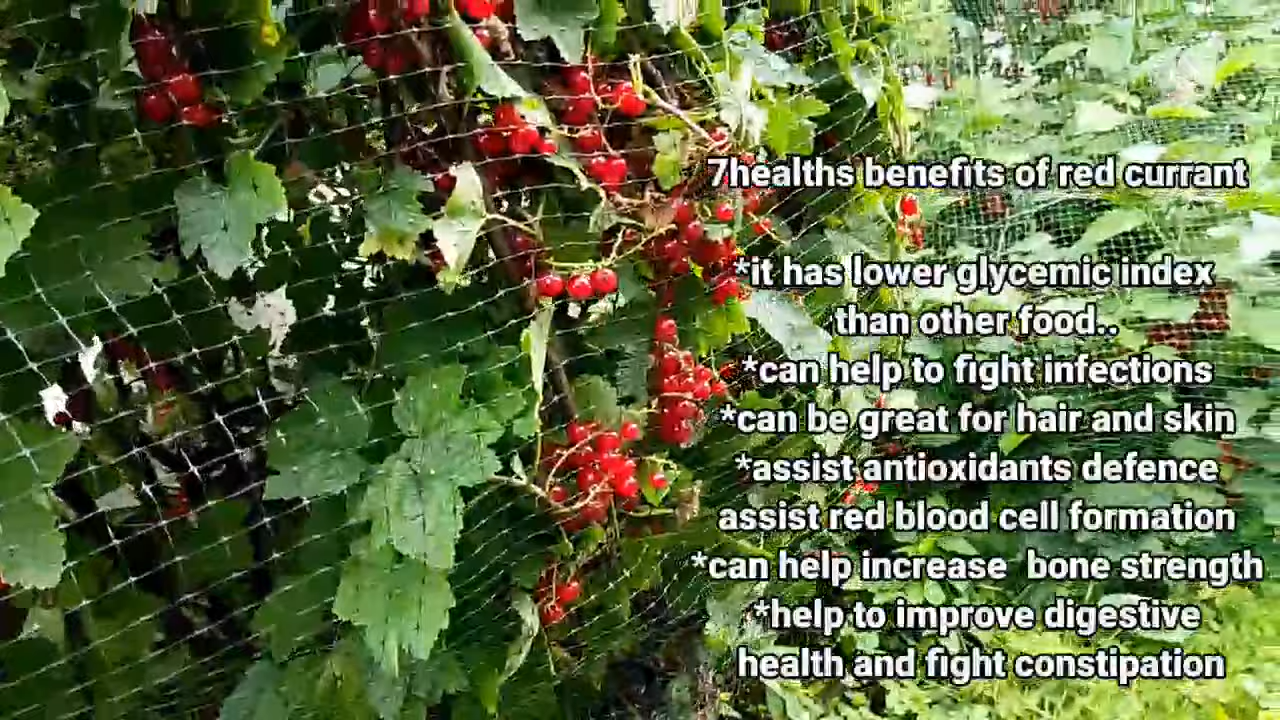 7healths benefits of red currant
*it has lower glycemic index
than other food..
*can help to fight infections
*can be great for hair and skin
*assist antioxidants defence
assist red blood cell formation
*can help increase  bone strength
*help to improve digestive
health and fight constipation